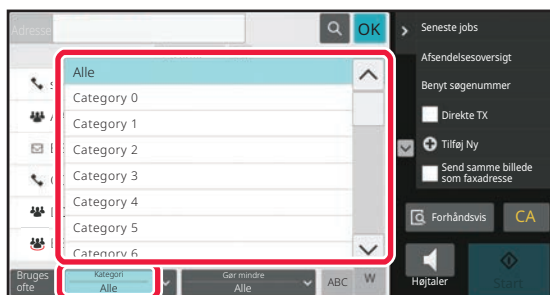 Adresse
OK
Alle
Category 0
Category 1
Category 2
Category 3
Category 4
Category 5
Category 6
Bruges
ofte
Kategori
Alle
Gør mindre
Alle
ABC
W
Seneste jobs
Afsendelsesoversigt
Benyt søgenummer
Direkte TX
Tilføj Ny
Send samme billede
som faxadresse
Forhåndsvis
CA
Højtaler
Start